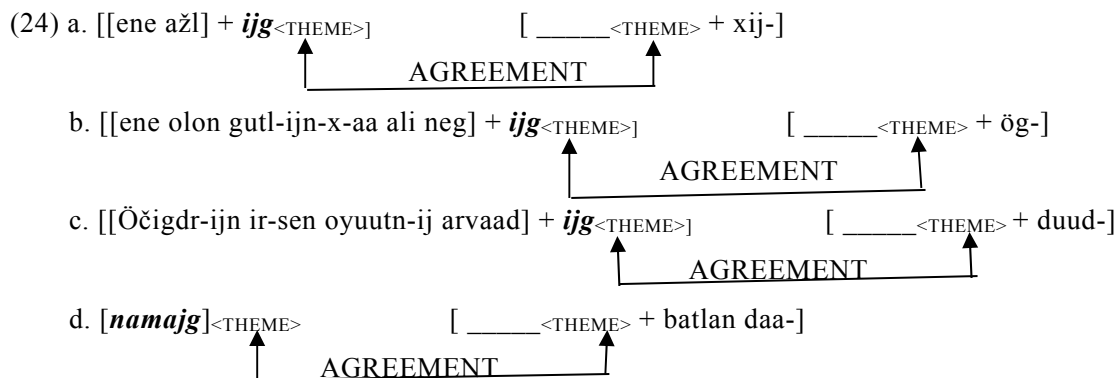 (24) a. [[ene ažl] + ijg<THEME>] [ _____<THEME> + xij-]
AGREEMENT
b. [[ene olon gutl-ijn-x-aa ali neg] + ijg<THEME>] [ _____<THEME> + ög-]
AGREEMENT
c. [[Öčigdr-ijn ir-sen oyuutn-ij arvaad] + ijg<THEME>] [ _____<THEME> + duud-]
AGREEMENT
d. [namajg]<THEME> [ _____<THEME> + batlan daa-]
AGREEMENT